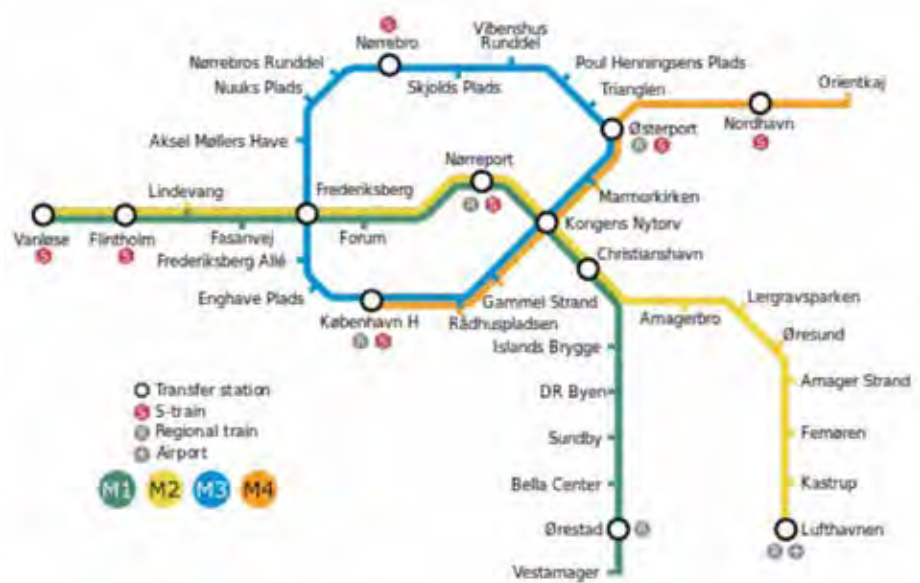 S
Nørrebro
Vibenshus
Runddel
Nørrebros Runddel
Poul Henningsens Plads
Nuuks Plads
Skjolds Plads
Trianglen
Orientkaj
Aksel Møllers Have
Østerport
R S
Nordhavn
S
Nørreport
R S
Lindevang
Frederiksberg
Marmorkirken
Vanløse
S
Flintholm
S
Fasanvej
Forum
Kongens Nytorv
Frederiksberg Allé
Christianshavn
Enghave Plads
København H
R S
Gammel Strand
Rådhuspladsen
Amagerbro
Lergravsparken
Øresund
Islands Brygge
Amager Strand
DR Byen
Sundby
Femøren
Bella Center
Kastrup
Ørestad
R
Lufthavnen
R
Vestamager
Transfer station
S S-train
R Regional train
Airport
M1 M2 M3 M4